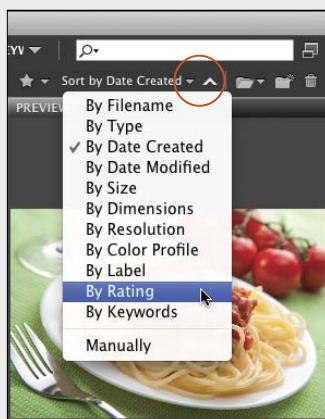 Sort by Date Created
PREVIEW
By Filename
By Type
✓ By Date Created
By Date Modified
By Size
By Dimensions
By Resolution
By Color Profile
By Label
By Rating
By Keywords
Manually